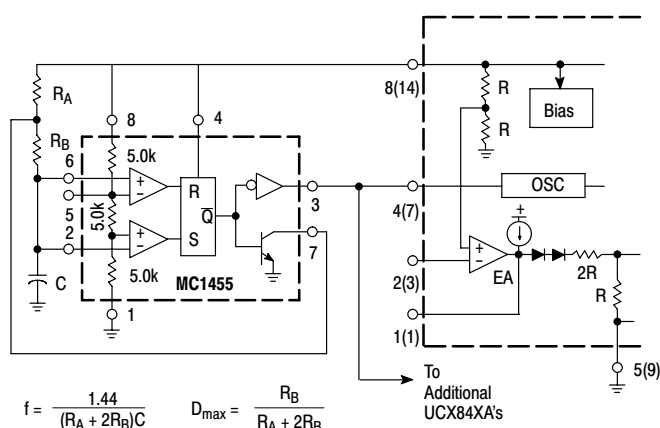 R_A
8(14)
R
Bias
R_B
8
4
R
6
5.0k
R
OSC
3
4(7)
5
5.0k
Q̅
2
S
7
2R
C
5.0k
EA
R
MC1455
2(3)
1
1(1)
To
Additional
UCX84XA's
5(9)
f = 1.44 / (R_A + 2R_B)C
D_max = R_B / R_A + 2R_B
+
−
+
−
+
−
+